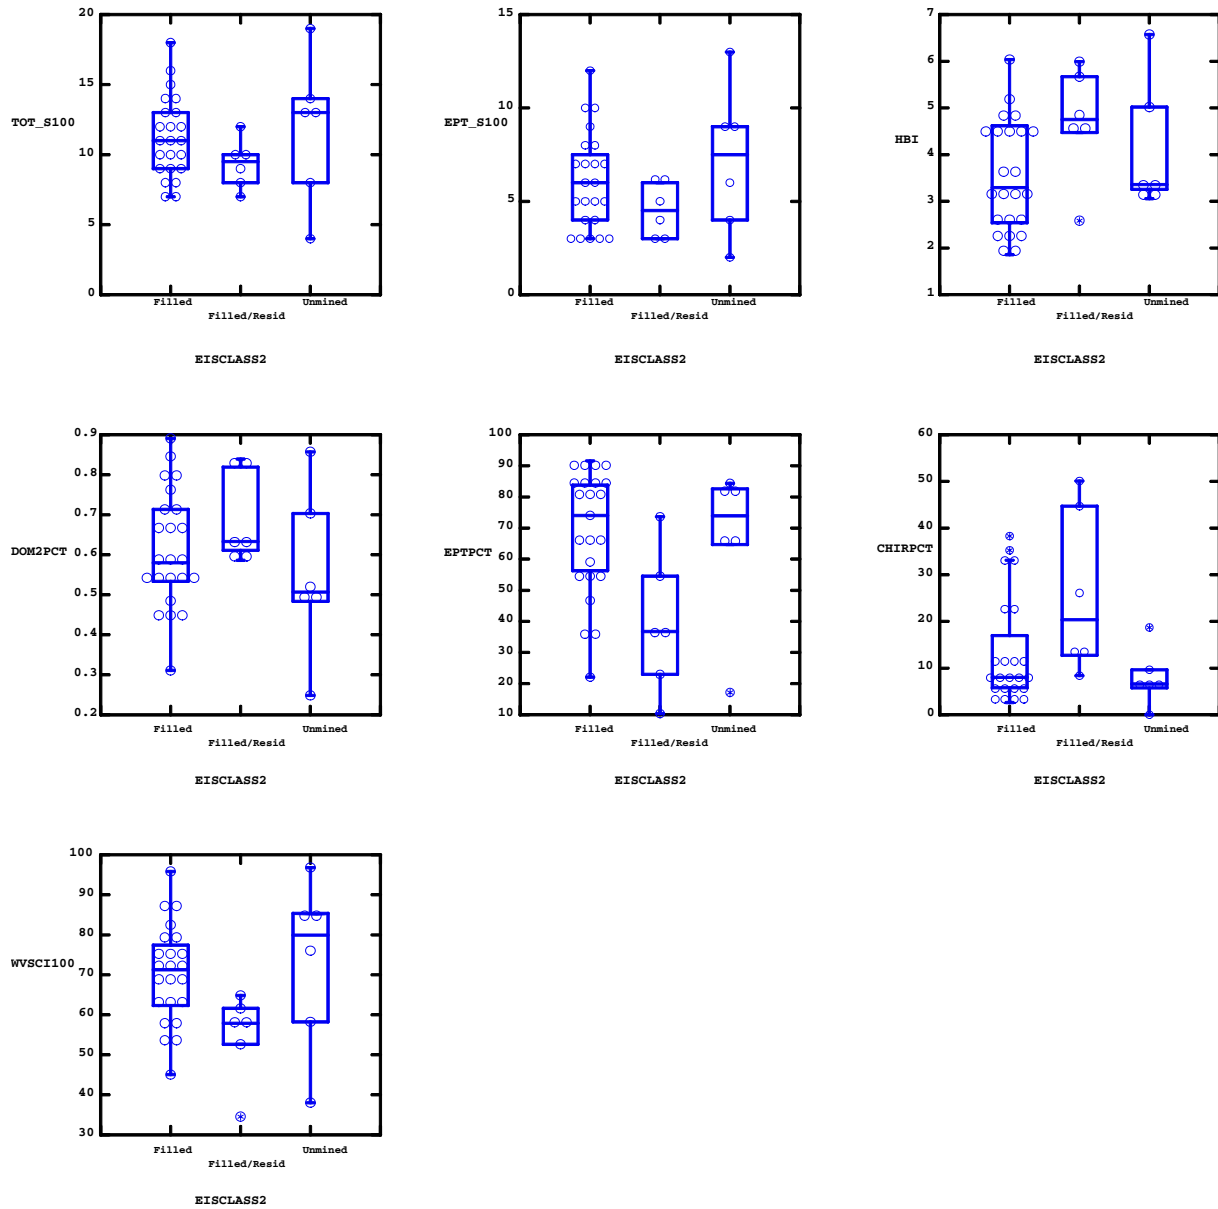 20
15
TOT_S100
10
5
0
Filled
Unmined
Filled/Resid
EISCLASS2
15
10
EPT_S100
5
0
Filled
Unmined
Filled/Resid
EISCLASS2
7
6
5
HBI
4
3
2
1
Filled
Unmined
Filled/Resid
EISCLASS2
0.9
0.8
0.7
DOM2PCT
0.6
0.5
0.4
0.3
0.2
Filled
Unmined
Filled/Resid
EISCLASS2
100
90
80
70
EPTPCT
60
50
40
30
20
10
Filled
Unmined
Filled/Resid
EISCLASS2
60
50
40
CHIRPCT
30
20
10
0
Filled
Unmined
Filled/Resid
EISCLASS2
100
90
80
WVSCI100
70
60
50
40
30
Filled
Unmined
Filled/Resid
EISCLASS2